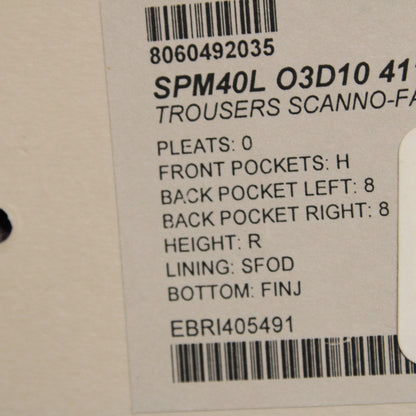 8060492035
SPM40L O3D10 411
TROUSERS SCANNO-FA
PLEATS: 0
FRONT POCKETS: H
BACK POCKET LEFT: 8
BACK POCKET RIGHT: 8
HEIGHT: R
LINING: SFOD
BOTTOM: FINJ
EBRI405491